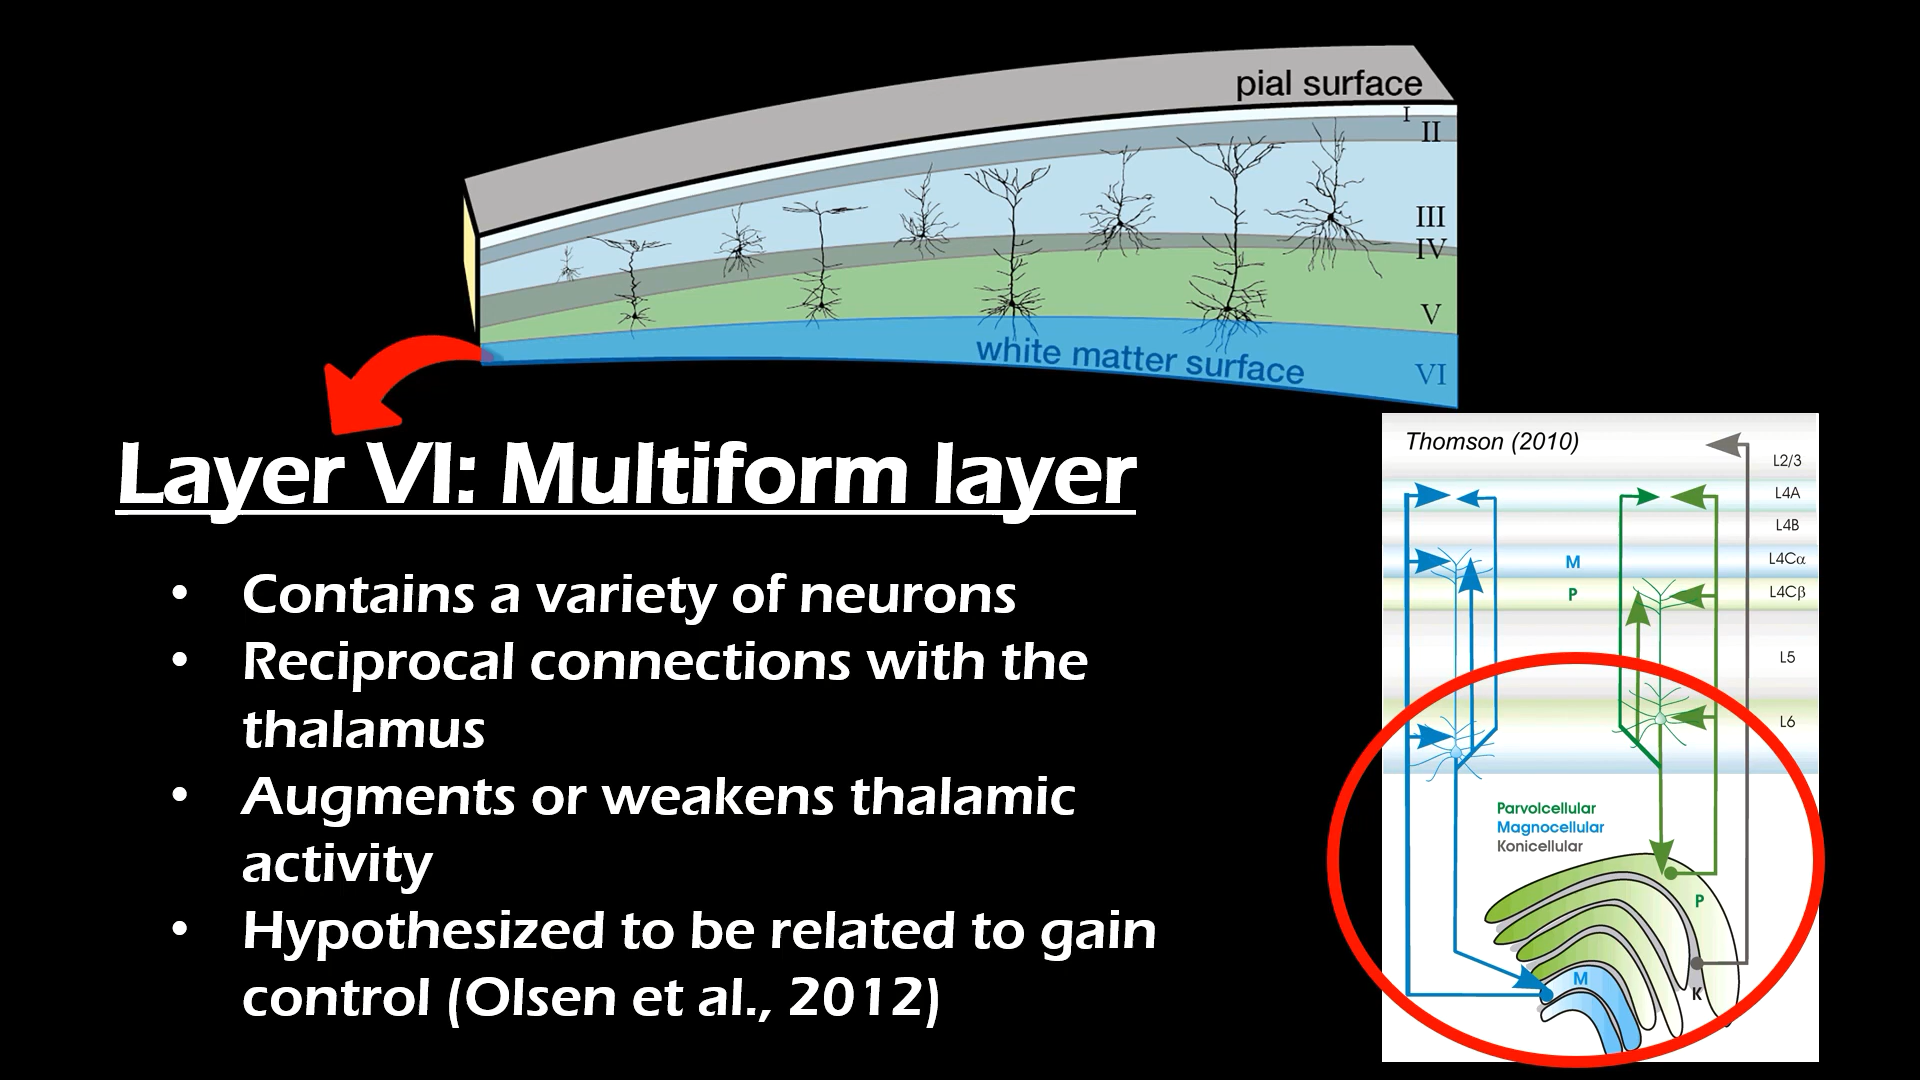 pial surface
I
II
III
IV
V
white matter surface
VI
Layer VI: Multiform layer
• Contains a variety of neurons
• Reciprocal connections with the
thalamus
• Augments or weakens thalamic
activity
• Hypothesized to be related to gain
control (Olsen et al., 2012)
Thomson (2010)
L2/3
L4A
L4B
M L4Cα
P L4Cβ
L5
L6
Parvolcellular
Magnocellular
Konicellular
P
M
K